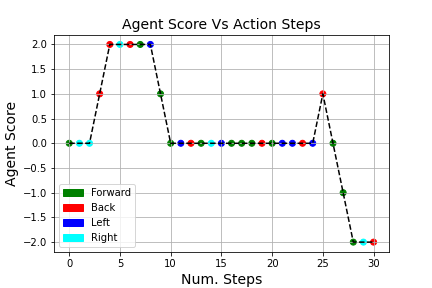 Agent Score Vs Action Steps
2.0
1.5
1.0
0.5
0.0
−0.5
−1.0
−1.5
−2.0
Agent Score
Forward
Back
Left
Right
0 5 10 15 20 25 30
Num. Steps